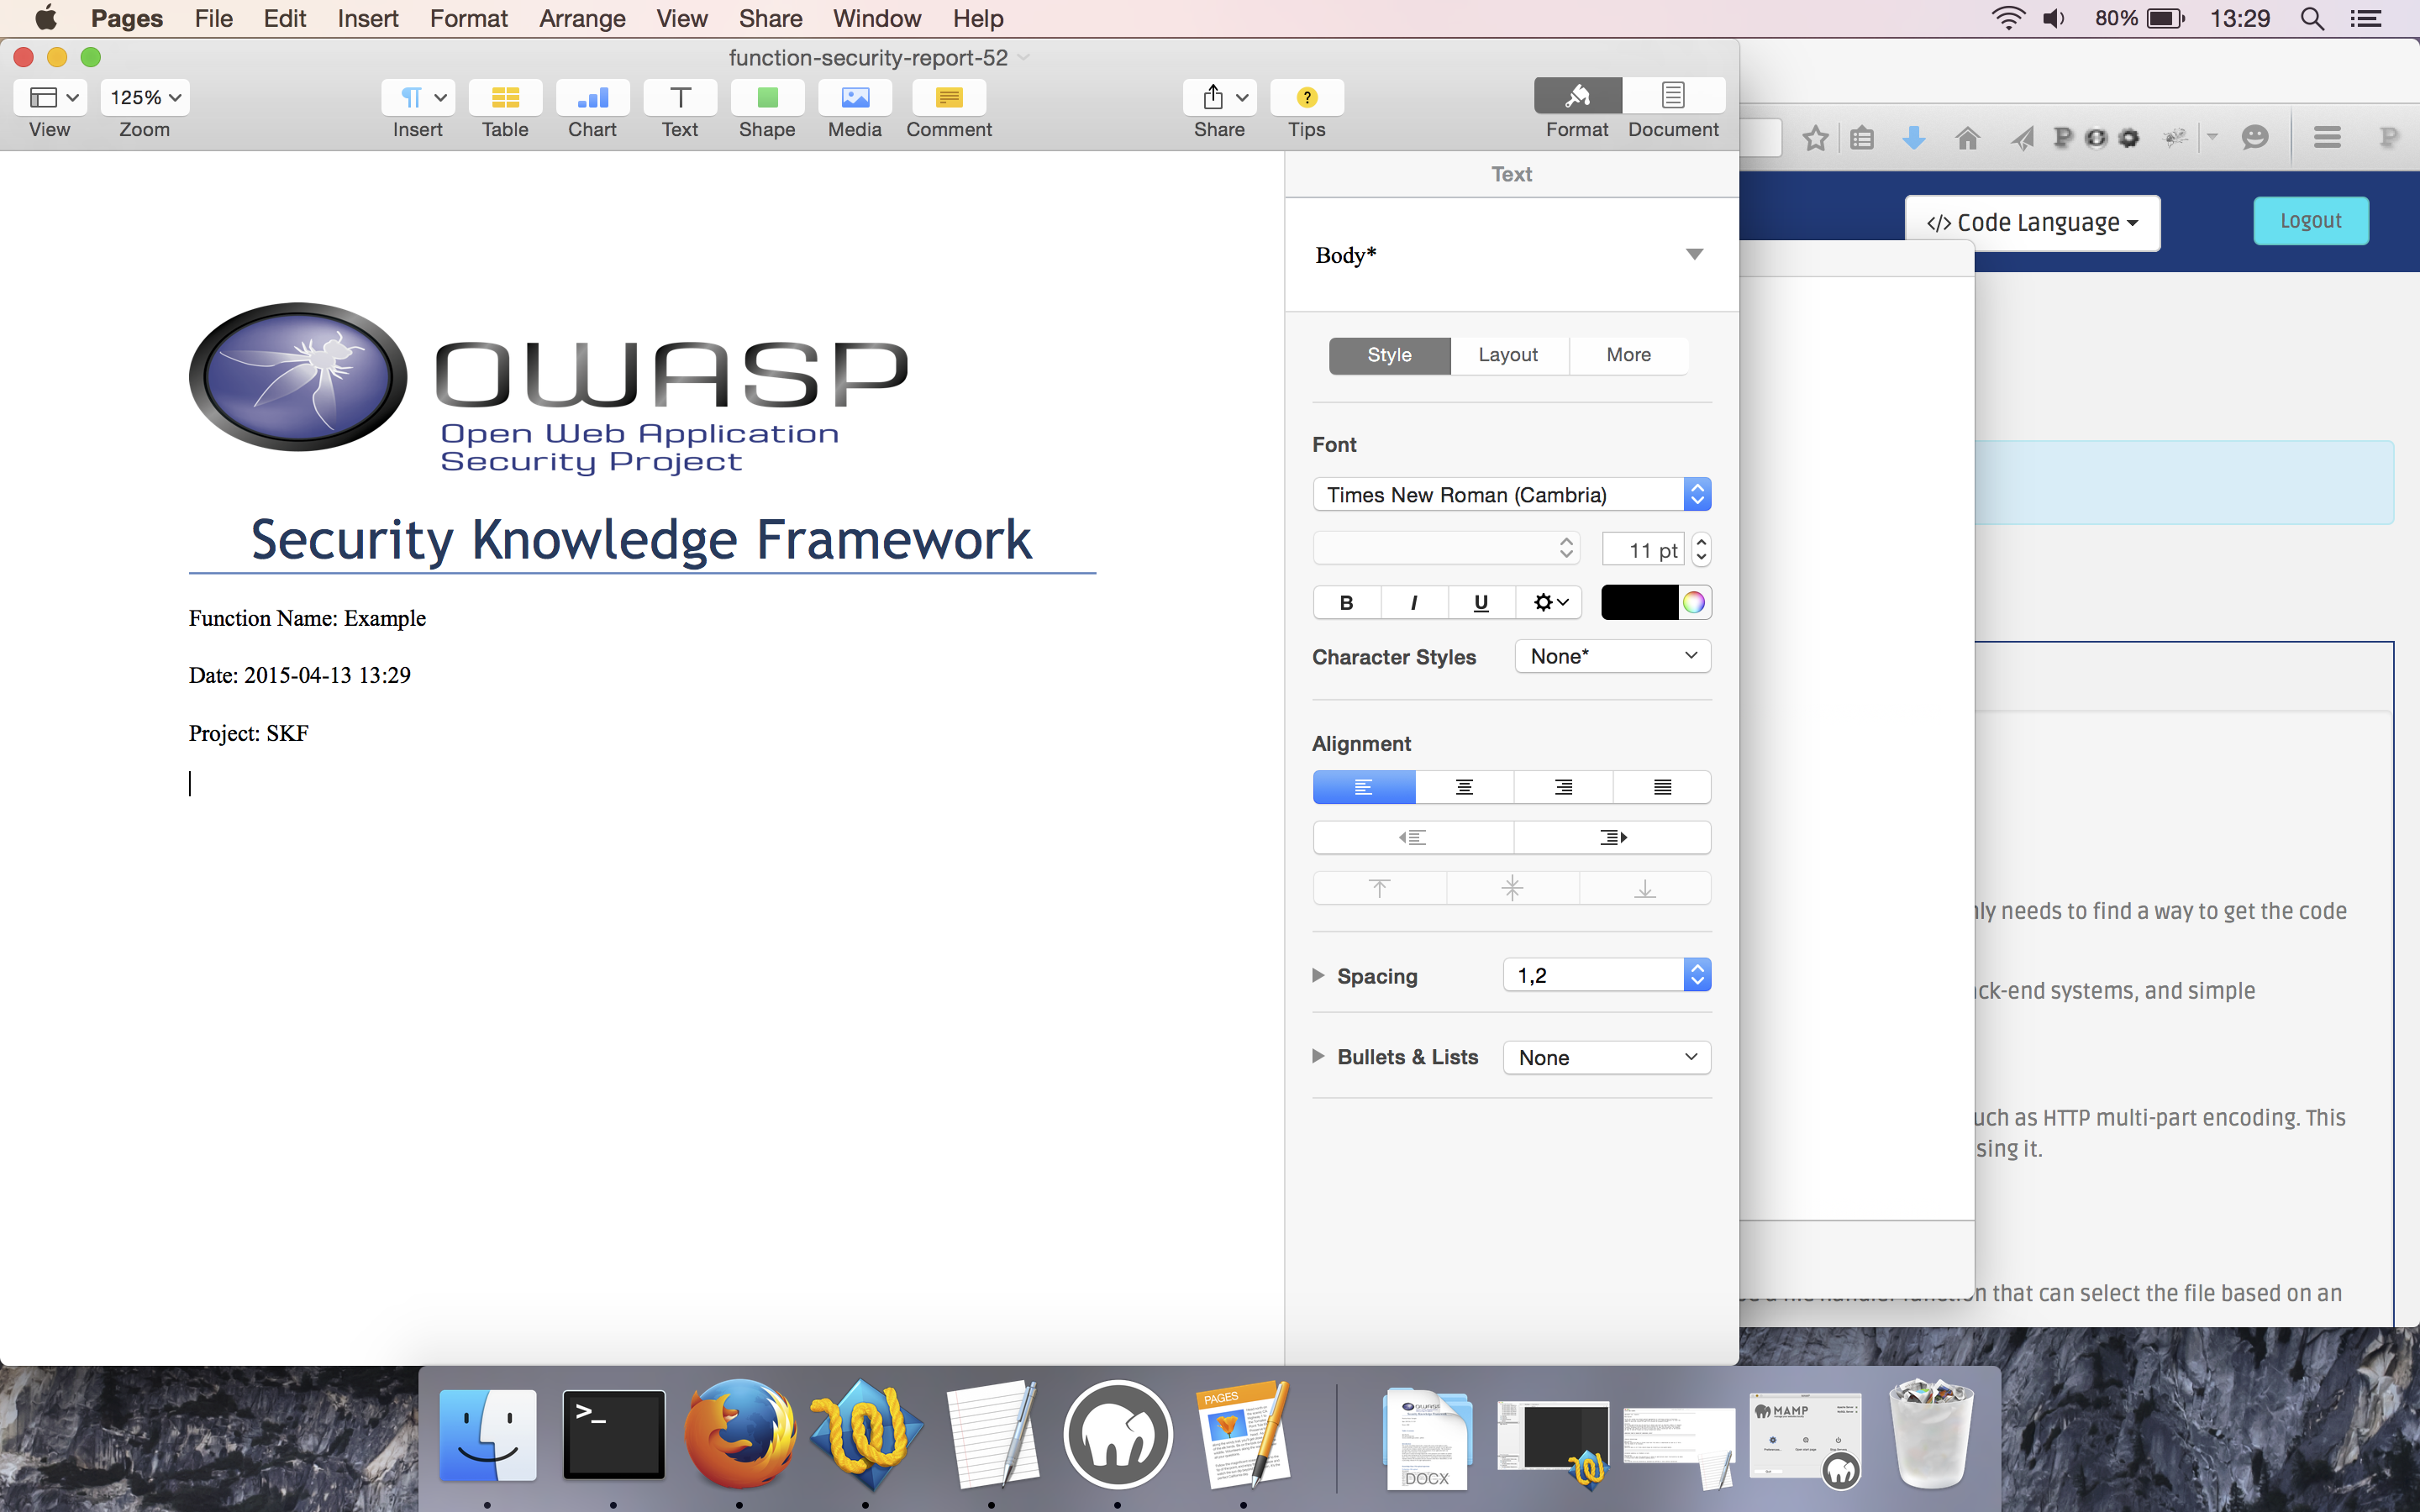 Pages File Edit Insert Format Arrange View Share Window Help 80% 13:29
function-security-report-52
125%
View Zoom Insert Table Chart Text Shape Media Comment Share Tips Format Document
Text
</> Code Language
Logout
Body*
Style Layout More
OWASP
Open Web Application
Security Project
Font
Times New Roman (Cambria)
Security Knowledge Framework
11 pt
B I U
Function Name: Example
Character Styles None*
Date: 2015-04-13 13:29
Project: SKF
Alignment
nly needs to find a way to get the code
Spacing 1,2
ck-end systems, and simple
Bullets & Lists None
uch as HTTP multi-part encoding. This
sing it.
n that can select the file based on an
PAGES
DOCX
MAMP